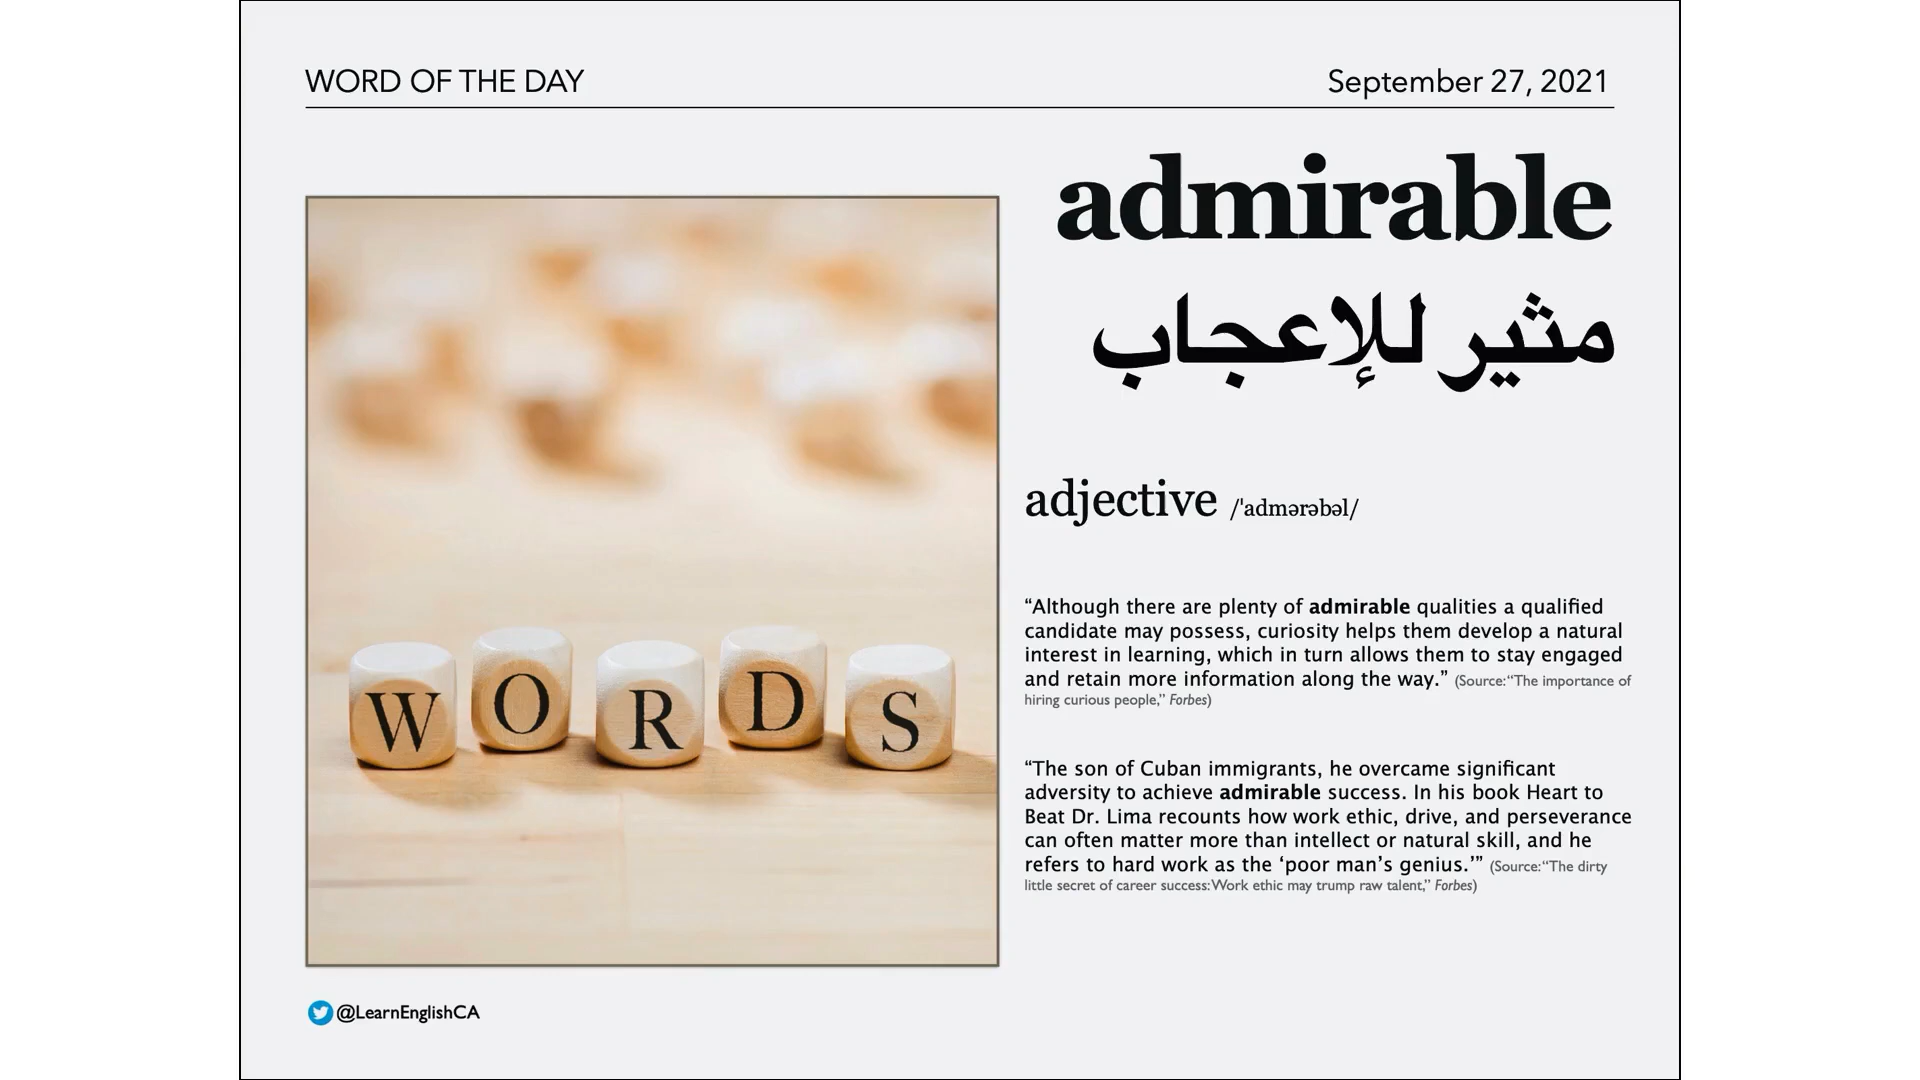 WORD OF THE DAY
September 27, 2021
admirable
مثير للإعجاب
adjective /ˈadmərəbəl/
“Although there are plenty of admirable qualities a qualified
candidate may possess, curiosity helps them develop a natural
interest in learning, which in turn allows them to stay engaged
and retain more information along the way.” (Source:“The importance of
hiring curious people,” Forbes)
“The son of Cuban immigrants, he overcame significant
adversity to achieve admirable success. In his book Heart to
Beat Dr. Lima recounts how work ethic, drive, and perseverance
can often matter more than intellect or natural skill, and he
refers to hard work as the ‘poor man’s genius.’” (Source:“The dirty
little secret of career success:Work ethic may trump raw talent,” Forbes)
WORDS
@LearnEnglishCA